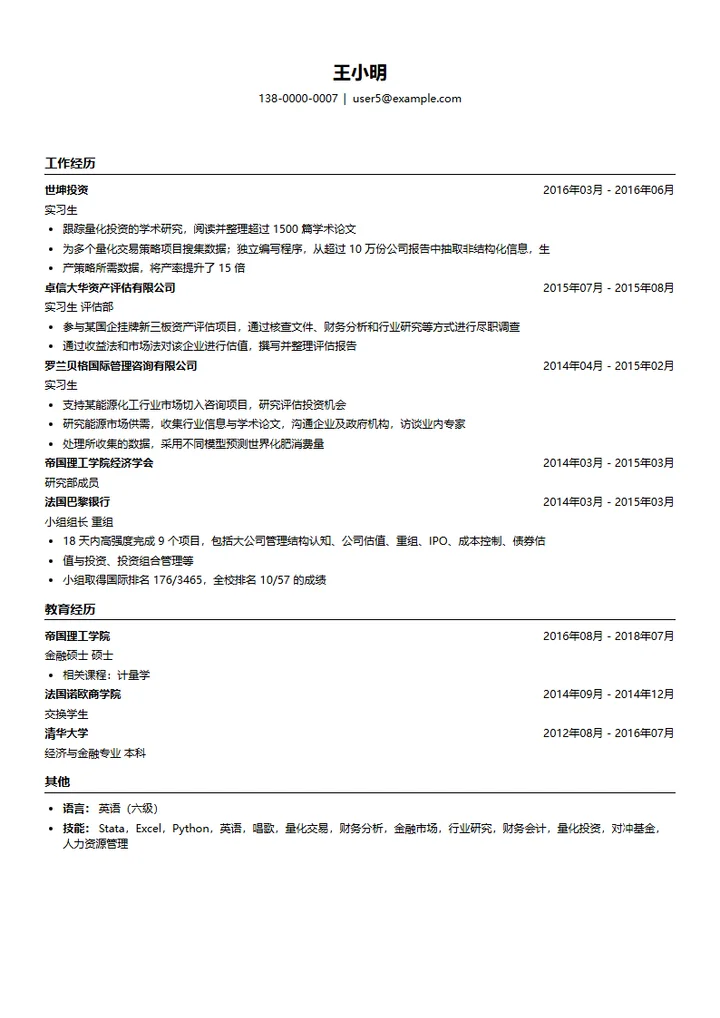 王小明
138-0000-0007 | user5@example.com
工作经历
世坤投资 2016年03月 - 2016年06月
实习生
• 跟踪量化投资的学术研究，阅读并整理超过 1500 篇学术论文
• 为多个量化交易策略项目搜集数据；独立编写程序，从超过 10 万份公司报告中抽取非结构化信息，生
• 产策略所需数据，将产率提升了 15 倍
卓信大华资产评估有限公司 2015年07月 - 2015年08月
实习生 评估部
• 参与某国企挂牌新三板资产评估项目，通过核查文件、财务分析和行业研究等方式进行尽职调查
• 通过收益法和市场法对该企业进行估值，撰写并整理评估报告
罗兰贝格国际管理咨询有限公司 2014年04月 - 2015年02月
实习生
• 支持某能源化工行业市场切入咨询项目，研究评估投资机会
• 研究能源市场供需，收集行业信息与学术论文，沟通企业及政府机构，访谈业内专家
• 处理所收集的数据，采用不同模型预测世界化肥消费量
帝国理工学院经济学会 2014年03月 - 2015年03月
研究部成员
法国巴黎银行 2014年03月 - 2015年03月
小组组长 重组
• 18 天内高强度完成 9 个项目，包括大公司管理结构认知、公司估值、重组、IPO、成本控制、债券估
• 值与投资、投资组合管理等
• 小组取得国际排名 176/3465，全校排名 10/57 的成绩
教育经历
帝国理工学院 2016年08月 - 2018年07月
金融硕士 硕士
• 相关课程：计量学
法国诺欧商学院 2014年09月 - 2014年12月
交换学生
清华大学 2012年08月 - 2016年07月
经济与金融专业 本科
其他
• 语言： 英语（六级）
• 技能： Stata，Excel，Python，英语，唱歌，量化交易，财务分析，金融市场，行业研究，财务会计，量化投资，对冲基金，
人力资源管理